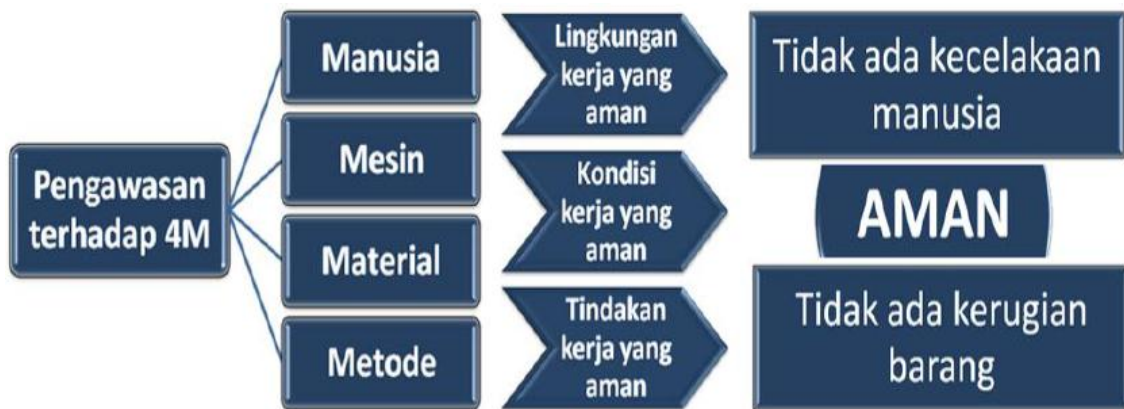 Pengawasan
terhadap 4M
Manusia
Mesin
Material
Metode
Lingkungan
kerja yang
aman
Kondisi
kerja yang
aman
Tindakan
kerja yang
aman
Tidak ada kecelakaan
manusia
AMAN
Tidak ada kerugian
barang